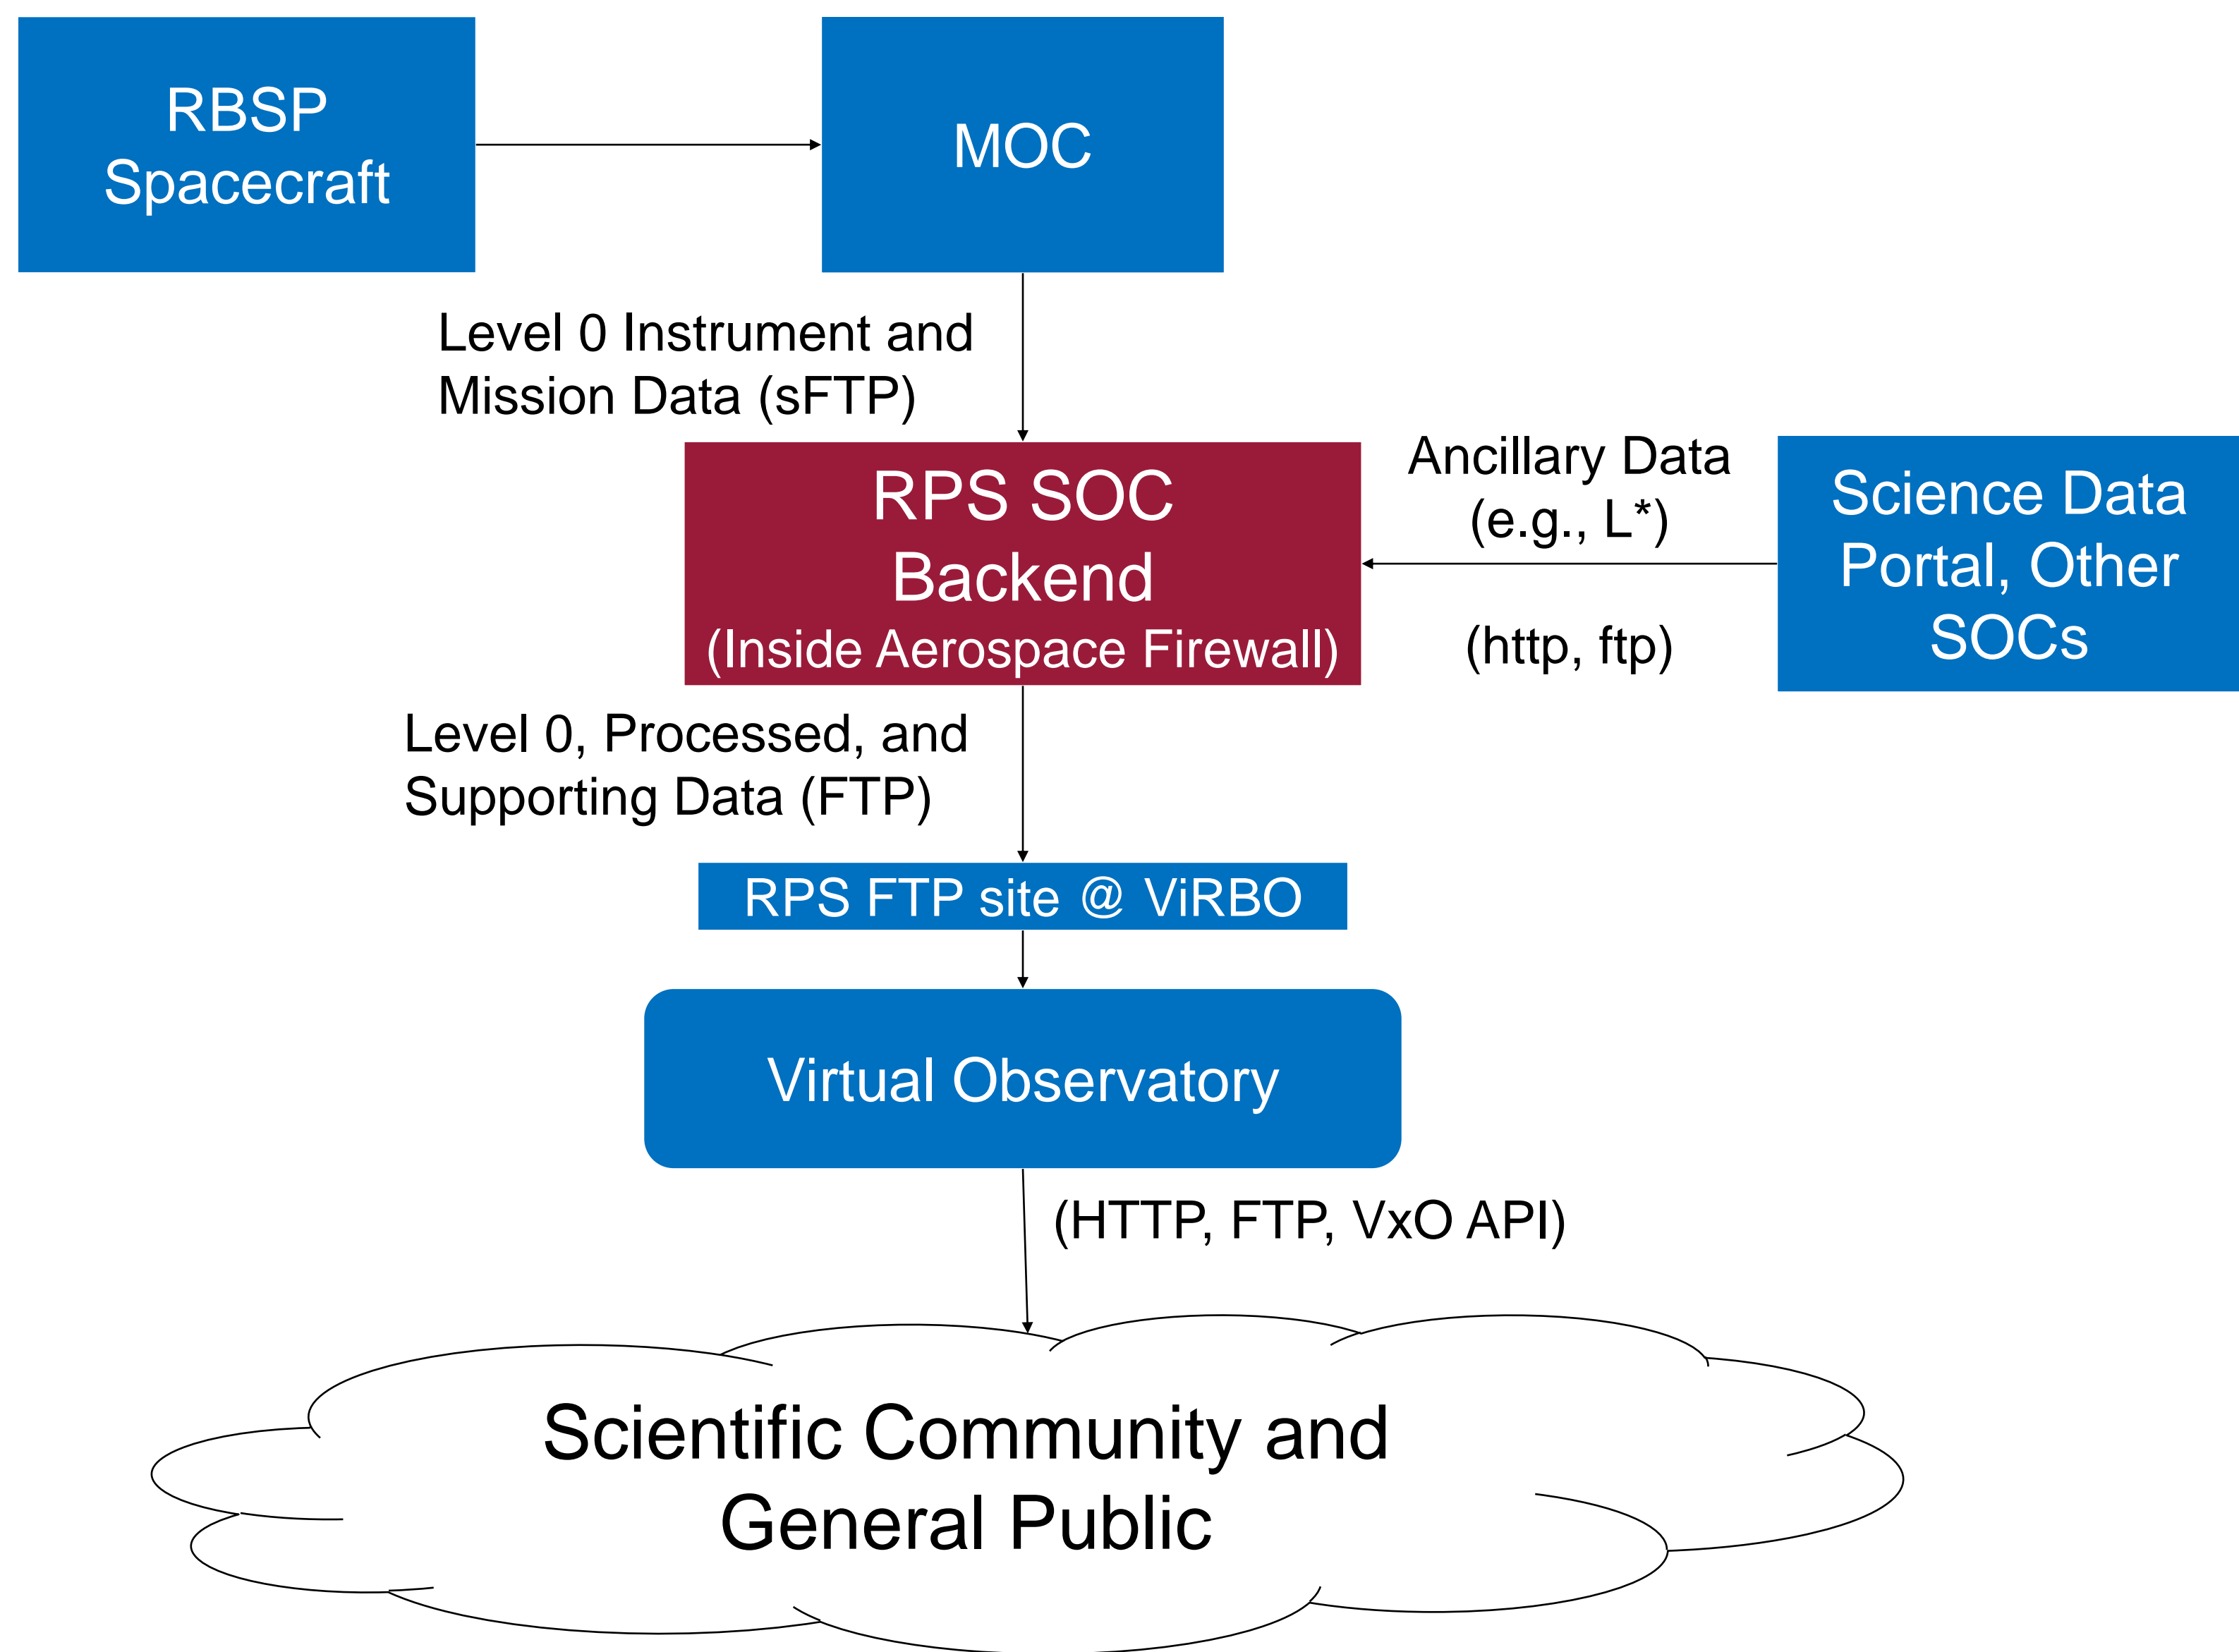 RBSP
Spacecraft
MOC
Level 0 Instrument and
Mission Data (sFTP)
RPS SOC
Backend
(Inside Aerospace Firewall)
Ancillary Data
(e.g., L*)
(http, ftp)
Science Data
Portal, Other
SOCs
Level 0, Processed, and
Supporting Data (FTP)
RPS FTP site @ ViRBO
Virtual Observatory
(HTTP, FTP, VxO API)
Scientific Community and
General Public